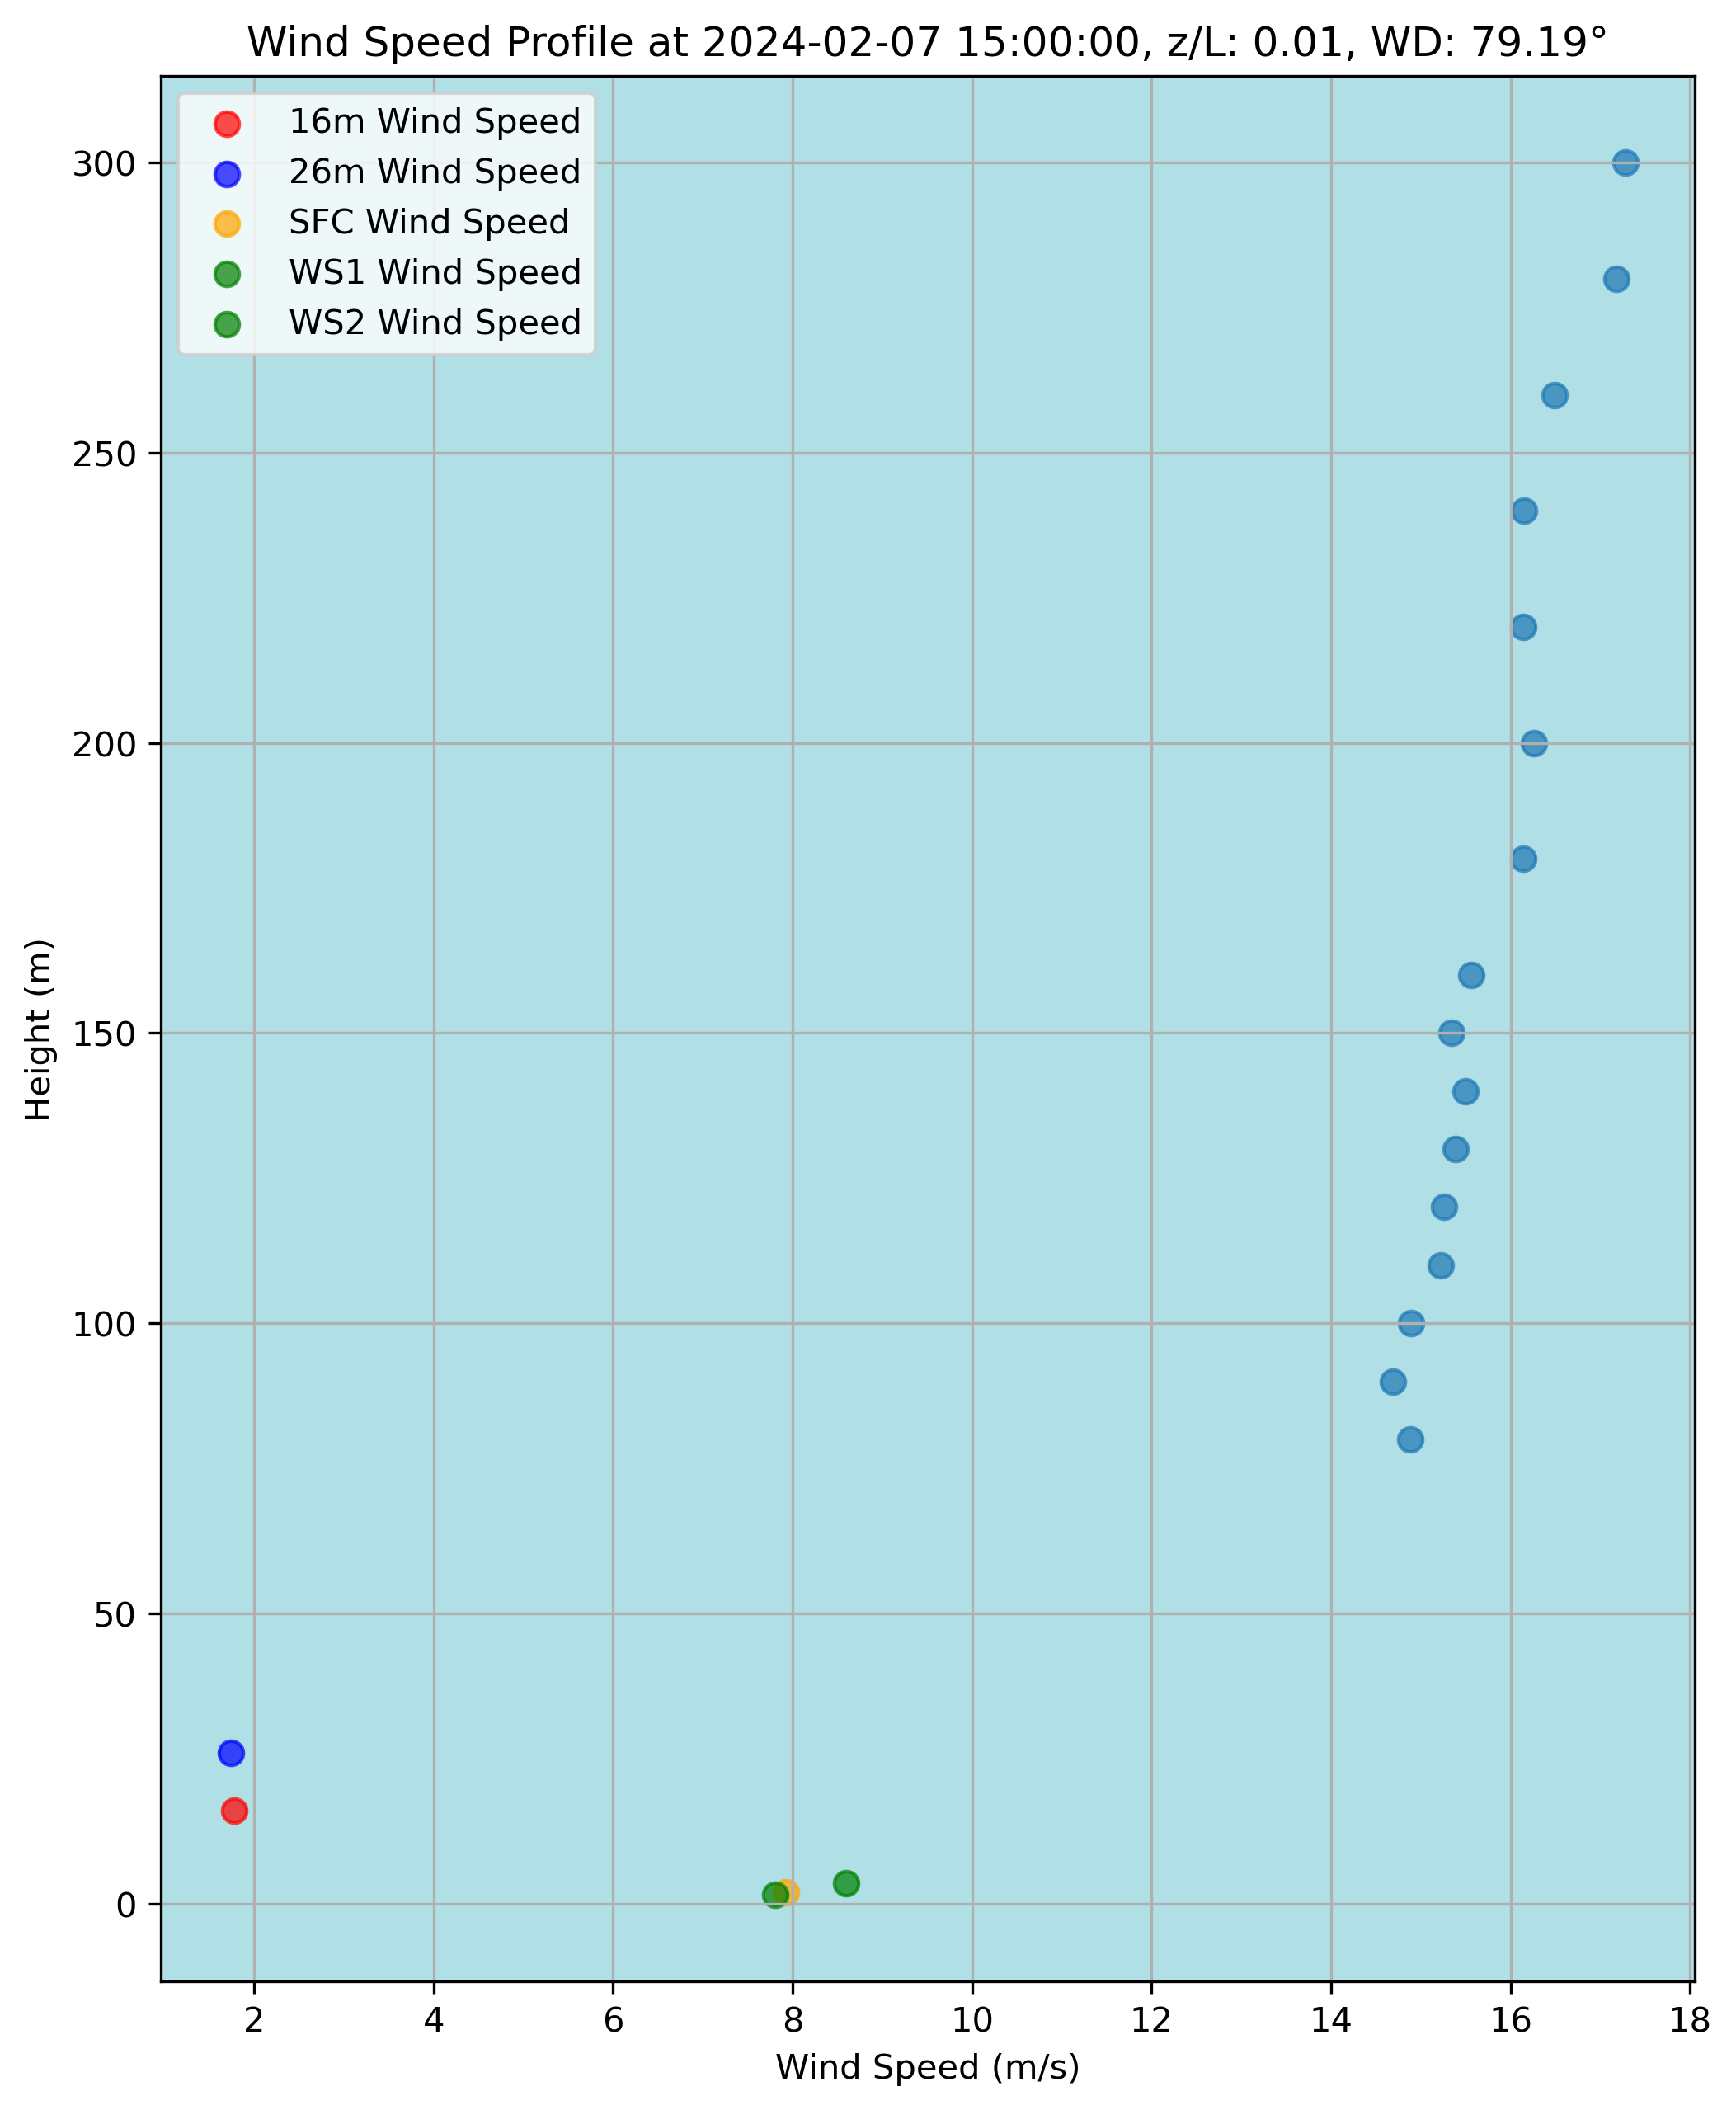 Wind Speed Profile at 2024-02-07 15:00:00, z/L: 0.01, WD: 79.19°
16m Wind Speed
26m Wind Speed
SFC Wind Speed
WS1 Wind Speed
WS2 Wind Speed
300
250
200
150
100
50
0
Height (m)
2 4 6 8 10 12 14 16 18
Wind Speed (m/s)